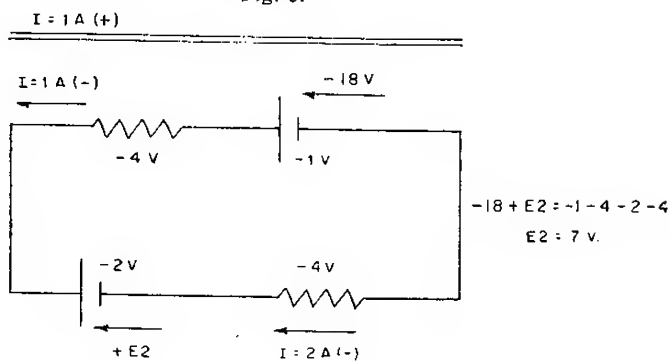 I = 1 A (+)
I = 1 A (-)
-18 V
-4 V
-1 V
-18 + E2 = -1 - 4 - 2 - 4
E2 = 7 V.
-2 V
-4 V
+ E2
I = 2 A (-)